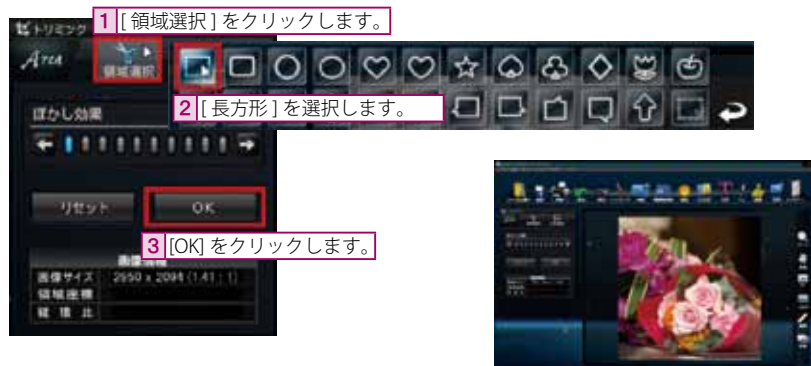 1 [ 領域選択 ] をクリックします。
トリミング
Area
領域選択
2 [ 長方形 ] を選択します。
ぼかし効果
リセット
OK
3 [OK] をクリックします。
画像情報
画像サイズ 2950 x 2094 (1.41 : 1)
領域座標
縦 横 比